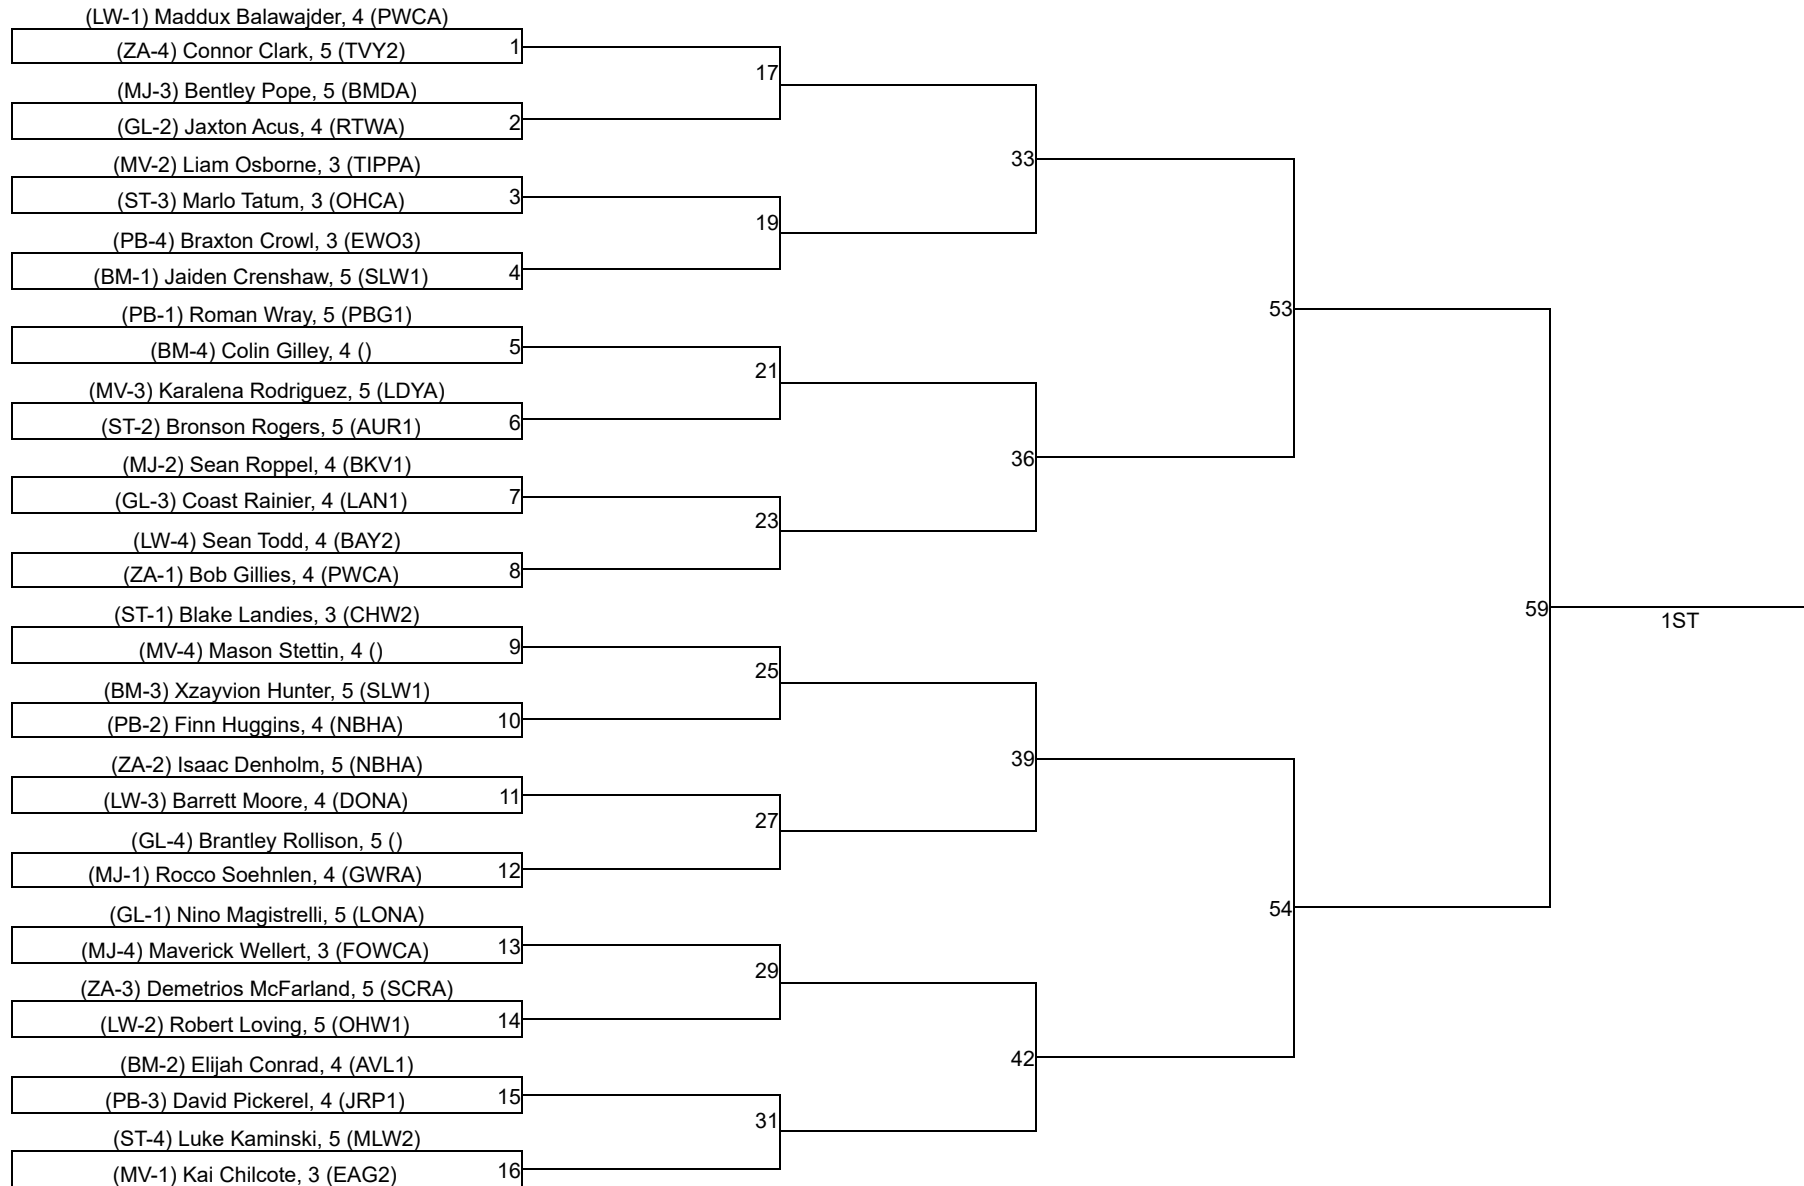 (LW-1) Maddux Balawajder, 4 (PWCA)
(ZA-4) Connor Clark, 5 (TVY2)
1
17
(MJ-3) Bentley Pope, 5 (BMDA)
(GL-2) Jaxton Acus, 4 (RTWA)
2
33
(MV-2) Liam Osborne, 3 (TIPPA)
(ST-3) Marlo Tatum, 3 (OHCA)
3
19
(PB-4) Braxton Crowl, 3 (EWO3)
(BM-1) Jaiden Crenshaw, 5 (SLW1)
4
53
(PB-1) Roman Wray, 5 (PBG1)
(BM-4) Colin Gilley, 4 ()
5
21
(MV-3) Karalena Rodriguez, 5 (LDYA)
(ST-2) Bronson Rogers, 5 (AUR1)
6
36
(MJ-2) Sean Roppel, 4 (BKV1)
(GL-3) Coast Rainier, 4 (LAN1)
7
23
(LW-4) Sean Todd, 4 (BAY2)
(ZA-1) Bob Gillies, 4 (PWCA)
8
59
1ST
(ST-1) Blake Landies, 3 (CHW2)
(MV-4) Mason Stettin, 4 ()
9
25
(BM-3) Xzayvion Hunter, 5 (SLW1)
(PB-2) Finn Huggins, 4 (NBHA)
10
39
(ZA-2) Isaac Denholm, 5 (NBHA)
(LW-3) Barrett Moore, 4 (DONA)
11
27
(GL-4) Brantley Rollison, 5 ()
(MJ-1) Rocco Soehnlen, 4 (GWRA)
12
54
(GL-1) Nino Magistrelli, 5 (LONA)
(MJ-4) Maverick Wellert, 3 (FOWCA)
13
29
(ZA-3) Demetrios McFarland, 5 (SCRA)
(LW-2) Robert Loving, 5 (OHW1)
14
42
(BM-2) Elijah Conrad, 4 (AVL1)
(PB-3) David Pickerel, 4 (JRP1)
15
31
(ST-4) Luke Kaminski, 5 (MLW2)
(MV-1) Kai Chilcote, 3 (EAG2)
16